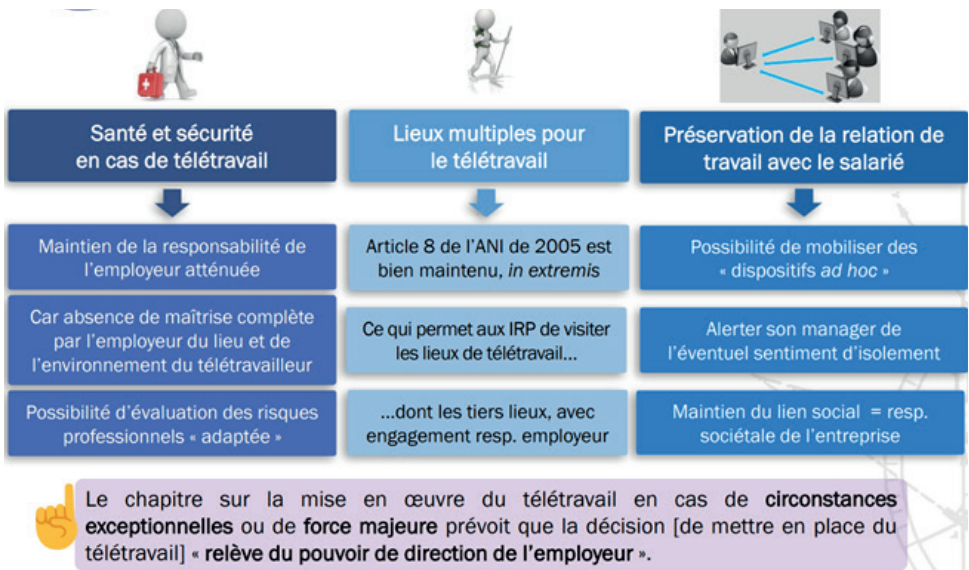 Santé et sécurité
en cas de télétravail
Maintien de la responsabilité de
l'employeur atténuée
Car absence de maîtrise complète
par l'employeur du lieu et de
l'environnement du télétravailleur
Possibilité d'évaluation des risques
professionnels « adaptée »
Lieux multiples pour
le télétravail
Article 8 de l'ANI de 2005 est
bien maintenu, in extremis
Ce qui permet aux IRP de visiter
les lieux de télétravail...
...dont les tiers lieux, avec
engagement resp. employeur
Préservation de la relation de
travail avec le salarié
Possibilité de mobiliser des
« dispositifs ad hoc »
Alerter son manager de
l'éventuel sentiment d'isolement
Maintien du lien social = resp.
sociétale de l'entreprise
Le chapitre sur la mise en œuvre du télétravail en cas de circonstances
exceptionnelles ou de force majeure prévoit que la décision [de mettre en place du
télétravail] « relève du pouvoir de direction de l'employeur ».